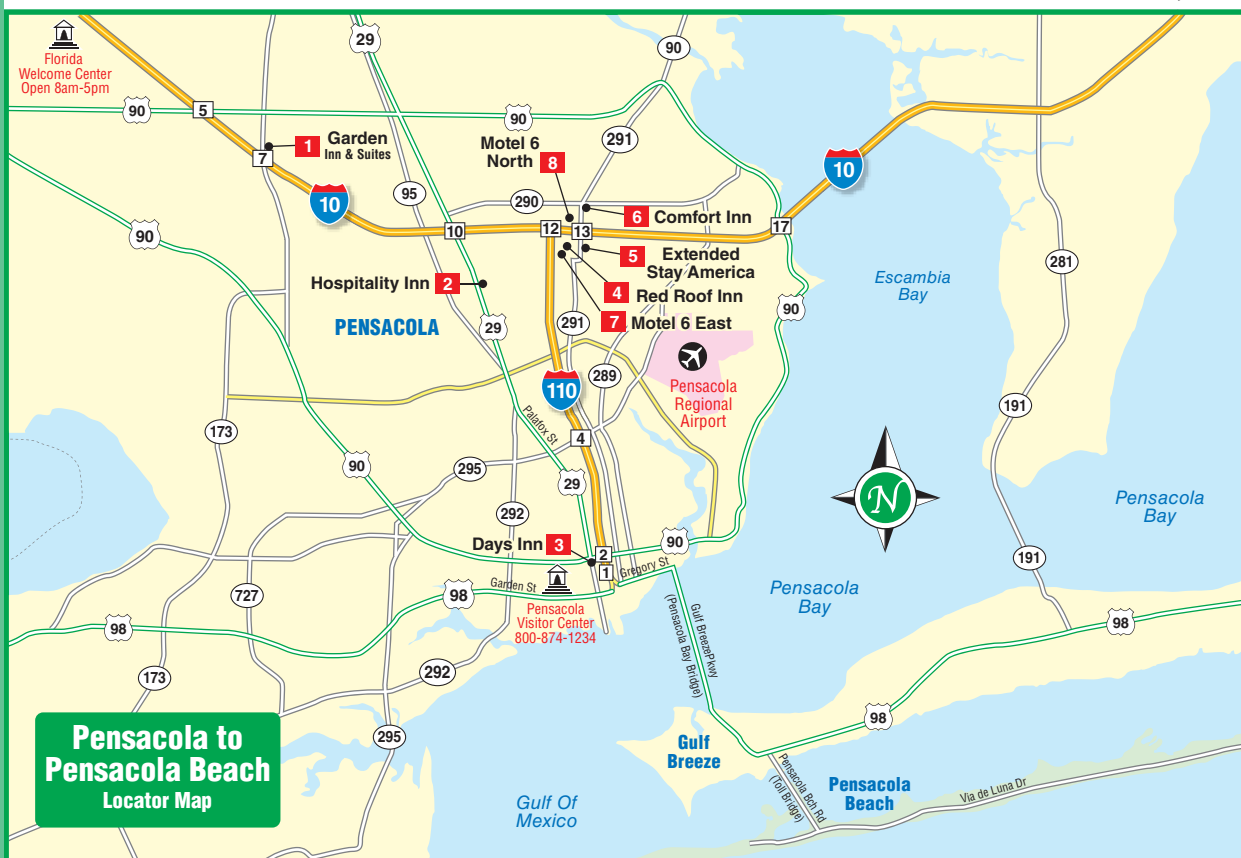 29
90
Florida
Welcome Center
Open 8am-5pm
90
5
90
291
1
Garden
Inn & Suites
7
Motel 6
North
8
10
10
95
290
6
Comfort Inn
90
10
12
13
17
5
Extended
Stay America
Hospitality Inn
2
4
Red Roof Inn
7
Motel 6 East
Escambia
Bay
281
90
PENSACOLA
29
291
110
289
Pensacola
Regional
Airport
191
Palafox St
4
173
90
295
29
N
Pensacola
Bay
292
Days Inn
3
2
90
1
Gregory St
191
Garden St
98
727
Pensacola
Visitor Center
800-874-1234
Pensacola
Bay
98
98
Gulf BreezePkwy
(Pensacola Bay Bridge)
173
292
98
295
Pensacola to
Pensacola Beach
Locator Map
Gulf
Breeze
Pensacola Bch Rd
(Toll Bridge)
Pensacola
Beach
Via de Luna Dr
Gulf Of
Mexico